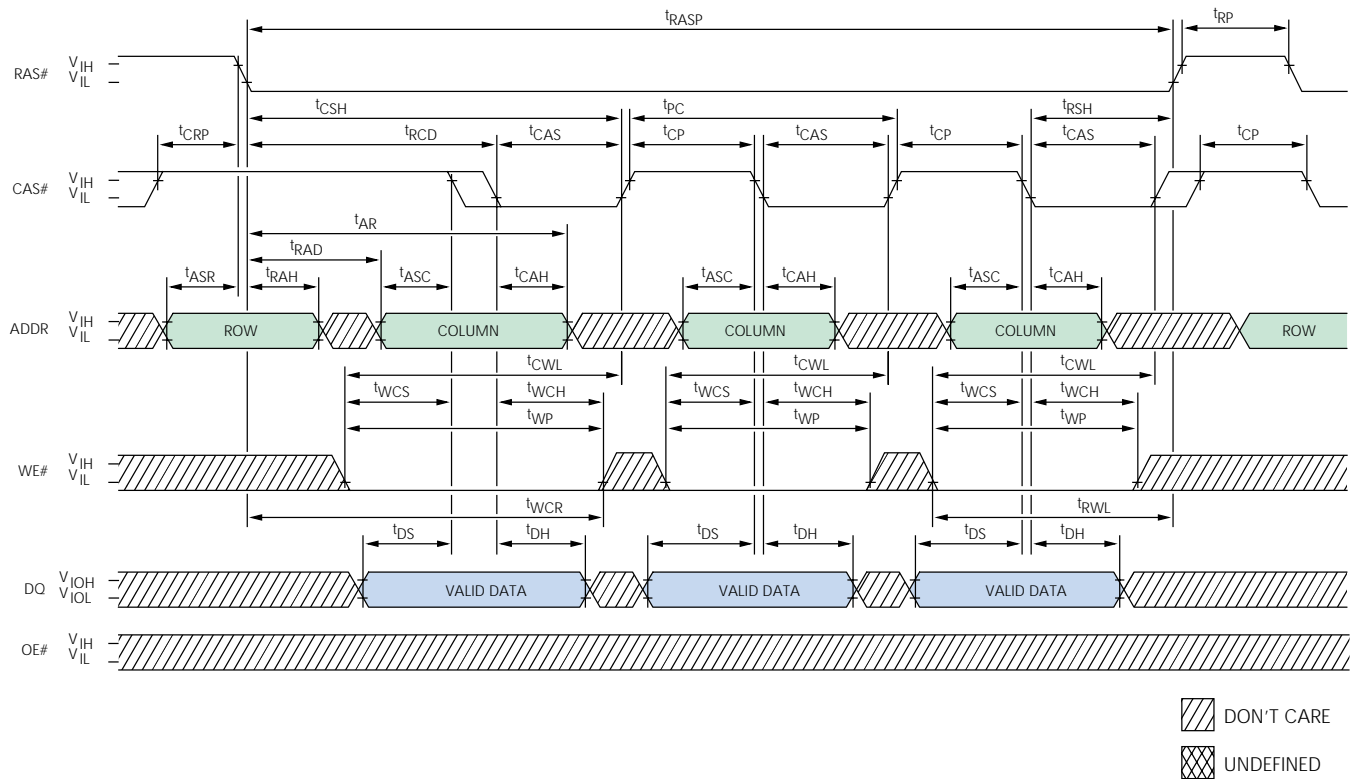 tRASP tRP
RAS# VIH
VIL
tCSH tPC tRSH
tCRP tRCD tCAS tCP tCAS tCP tCAS tCP
CAS# VIH
VIL
tAR
tRAD
tASR tRAH tASC tCAH tASC tCAH tASC tCAH
ADDR VIH
VIL
ROW COLUMN COLUMN COLUMN ROW
tCWL tCWL tCWL
tWCS tWCH tWCS tWCH tWCS tWCH
tWP tWP tWP
WE# VIH
VIL
tWCR tRWL
tDS tDH tDS tDH tDS tDH
DQ VIOH
VIOL
VALID DATA VALID DATA VALID DATA
OE# VIH
VIL
DON'T CARE
UNDEFINED